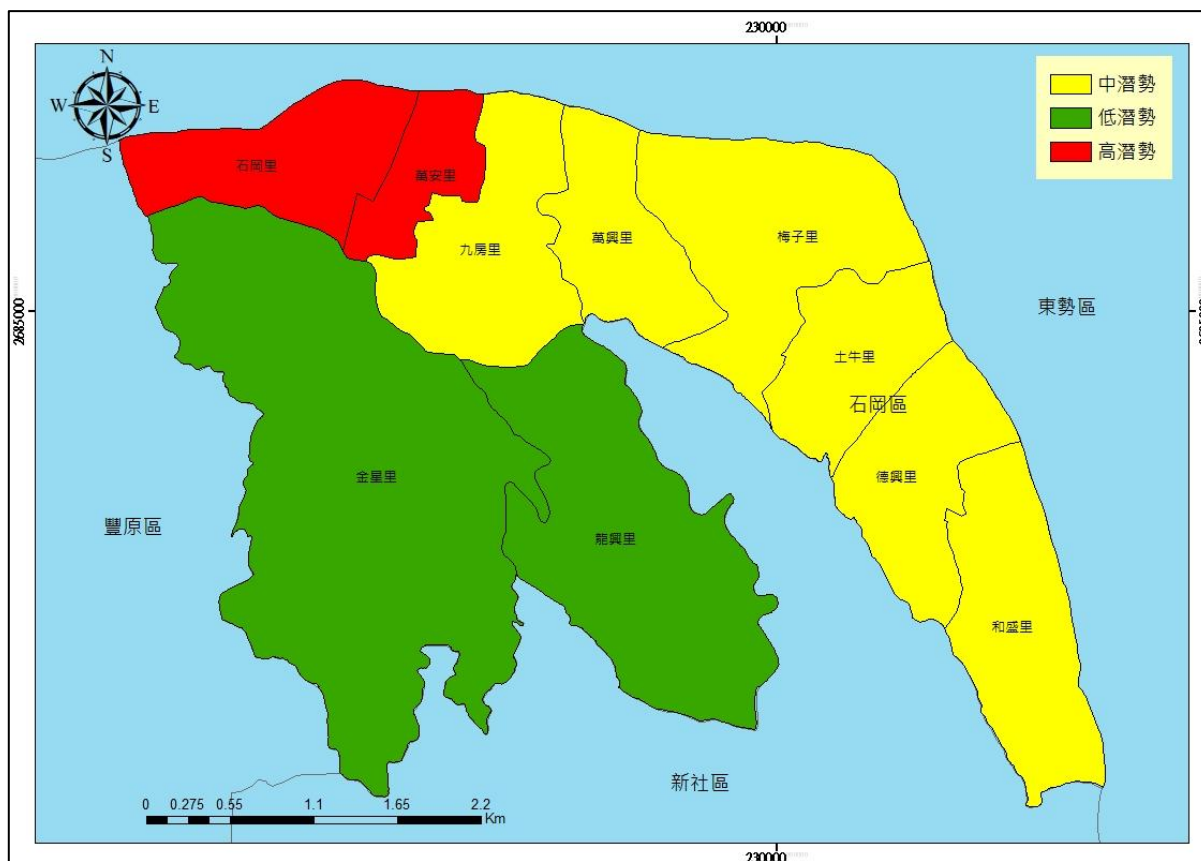 230000
N
W
E
S
中潛勢
低潛勢
高潛勢
石岡里
萬安里
九房里
萬興里
梅子里
2685000
東勢區
土牛里
石岡區
金星里
德興里
豐原區
龍興里
和盛里
新社區
0
0.275
0.55
1.1
1.65
2.2
Km
230000